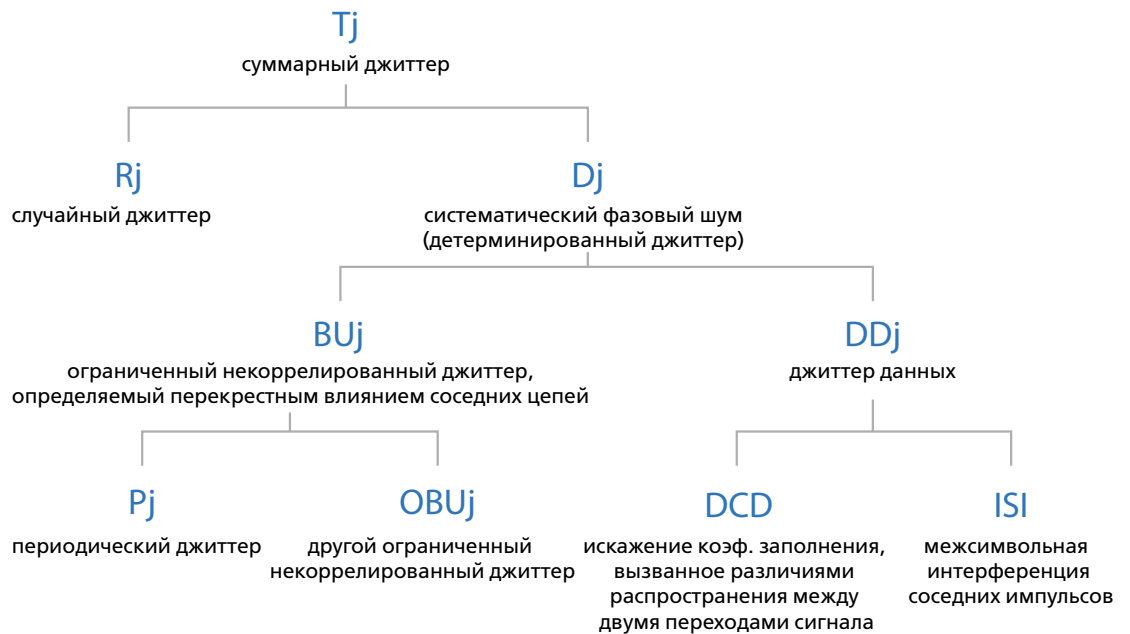 Tj
суммарный джиттер
Rj
случайный джиттер
Dj
систематический фазовый шум
(детерминированный джиттер)
BUj
ограниченный некоррелированный джиттер,
определяемый перекрестным влиянием соседних цепей
DDj
джиттер данных
Pj
периодический джиттер
OBUj
другой ограниченный
некоррелированный джиттер
DCD
искажение коэф. заполнения,
вызванное различиями
распространения между
двумя переходами сигнала
ISI
межсимвольная
интерференция
соседних импульсов